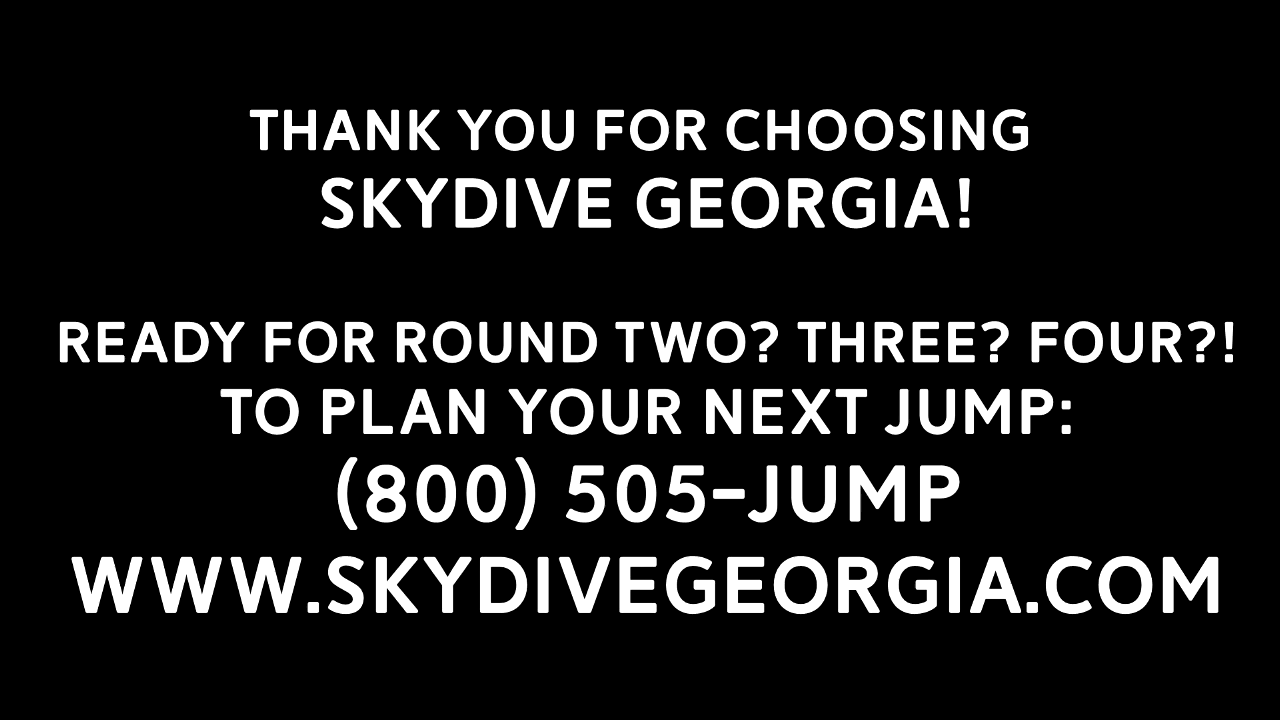 THANK YOU FOR CHOOSING
SKYDIVE GEORGIA!
READY FOR ROUND TWO? THREE? FOUR?!
TO PLAN YOUR NEXT JUMP:
(800) 505-JUMP
WWW.SKYDIVEGEORGIA.COM